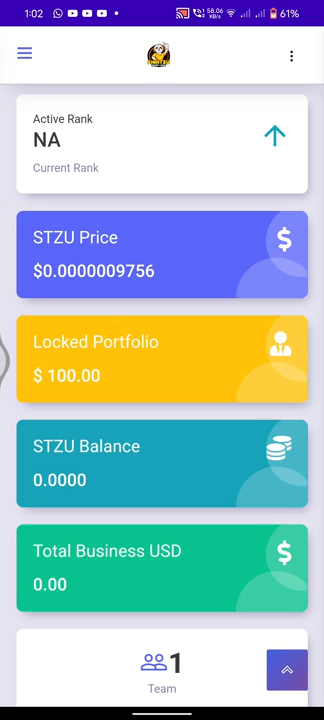 1:02
58.06
KB/s
61%
SHIHTZU
Active Rank
NA
Current Rank
STZU Price
$0.0000009756
Locked Portfolio
$ 100.00
STZU Balance
0.0000
Total Business USD
0.00
1
Team